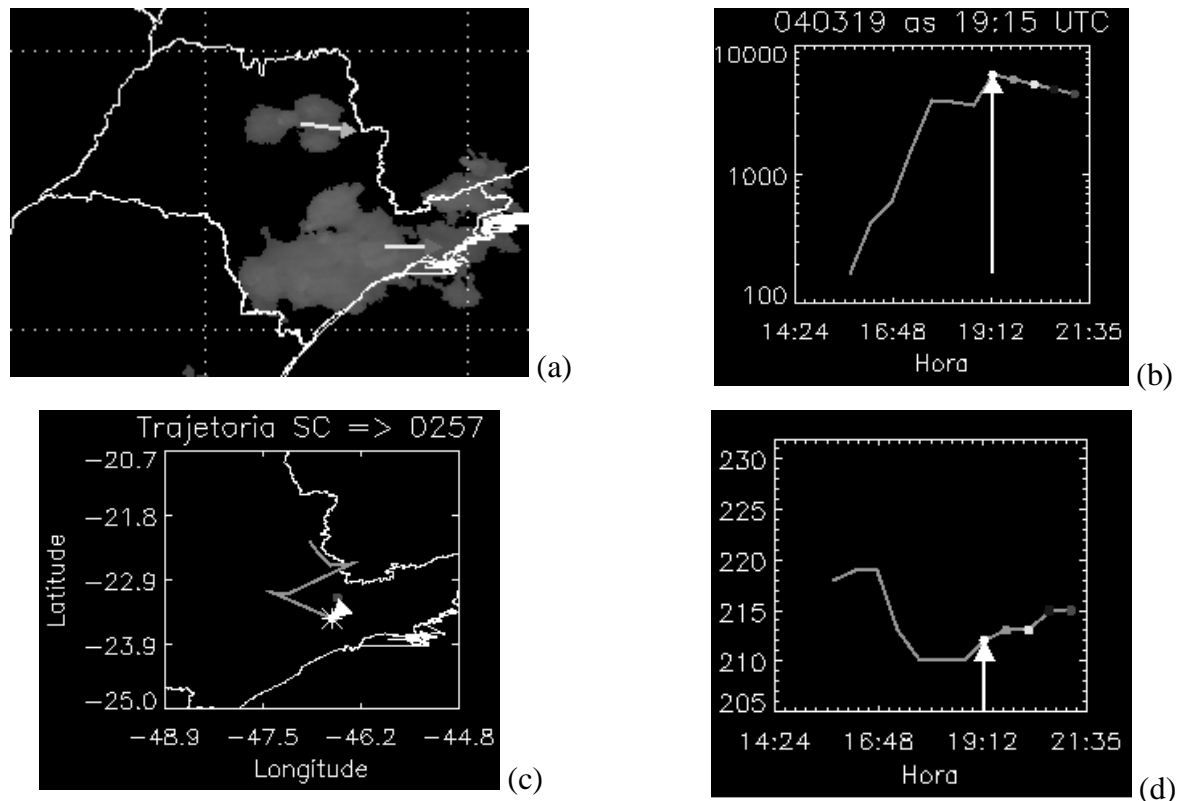 (a)
040319 as 19:15 UTC
10000
1000
100
14:24 16:48 19:12 21:35
Hora
(b)
Trajetoria SC => 0257
-20.7
-21.8
-22.9
-23.9
-25.0
Latitude
-48.9 -47.5 -46.2 -44.8
Longitude
(c)
230
225
220
215
210
205
14:24 16:48 19:12 21:35
Hora
(d)